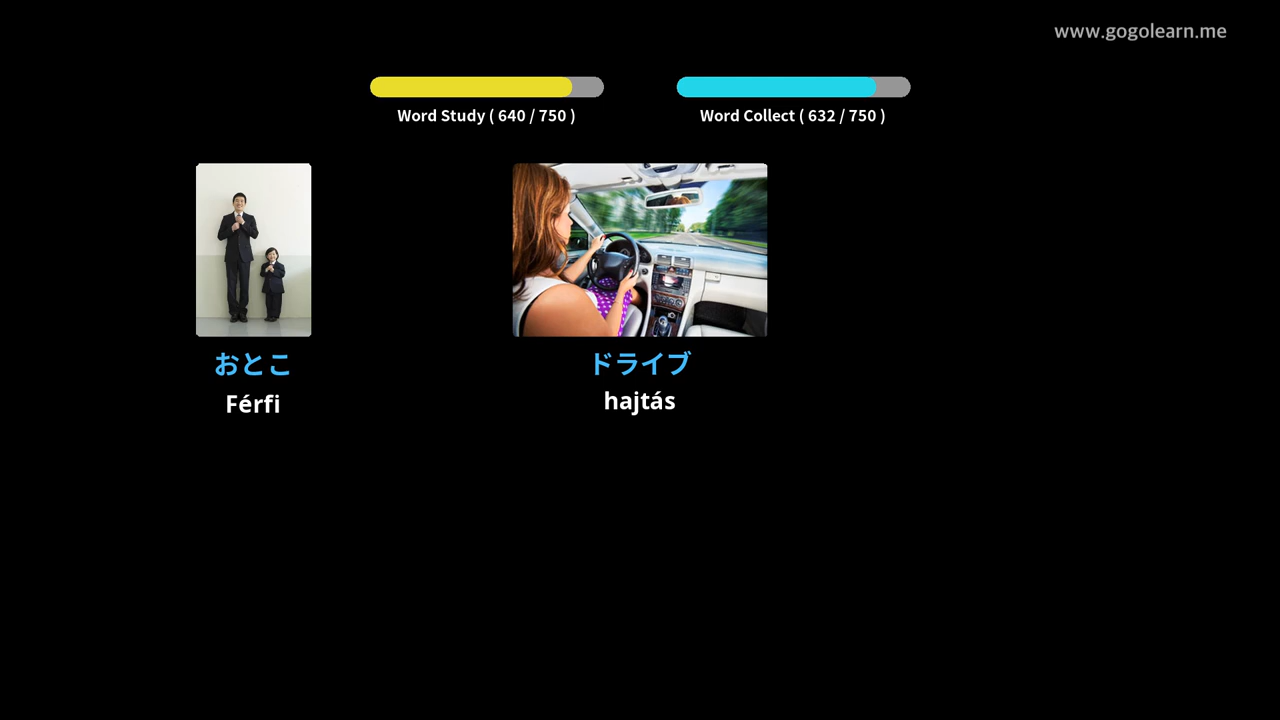 www.gogolearn.me
Word Study ( 640 / 750 )
Word Collect ( 632 / 750 )
おとこ
Férfi
ドライブ
hajtás